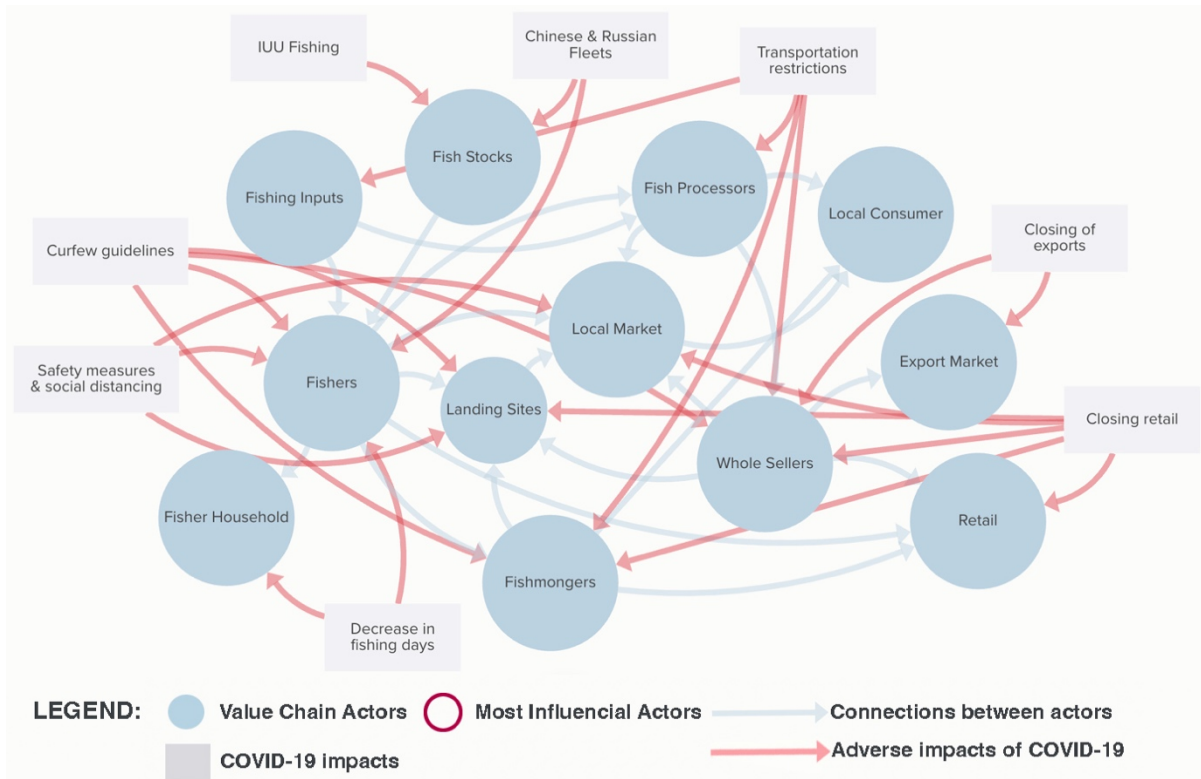 IUU Fishing
Chinese & Russian
Fleets
Transportation
restrictions
Fish Stocks
Fishing Inputs
Fish Processors
Local Consumer
Curfew guidelines
Closing of
exports
Local Market
Safety measures
& social distancing
Fishers
Landing Sites
Export Market
Closing retail
Whole Sellers
Fisher Household
Retail
Fishmongers
Decrease in
fishing days
LEGEND:
Value Chain Actors
Most Influencial Actors
Connections between actors
COVID-19 impacts
Adverse impacts of COVID-19